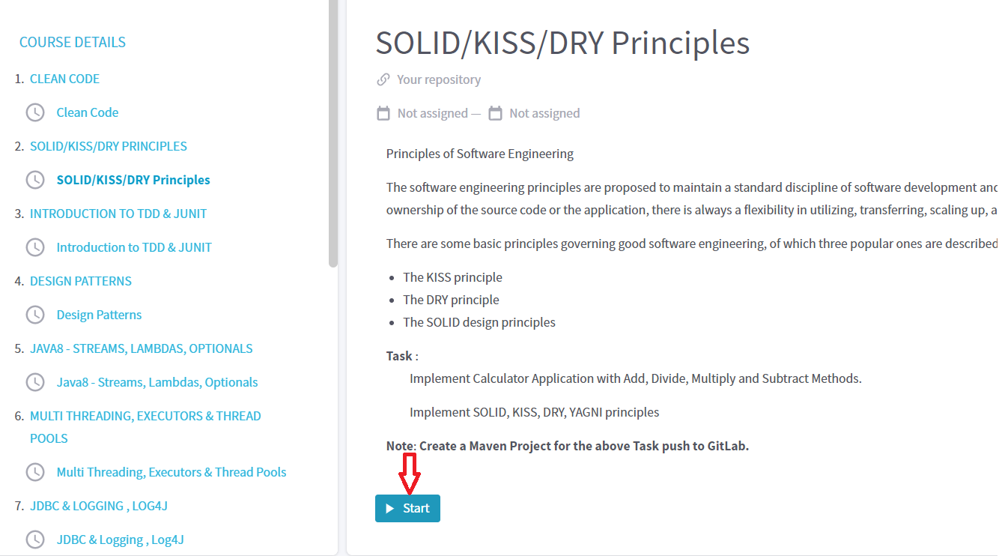 COURSE DETAILS
1. CLEAN CODE
Clean Code
2. SOLID/KISS/DRY PRINCIPLES
SOLID/KISS/DRY Principles
3. INTRODUCTION TO TDD & JUNIT
Introduction to TDD & JUNIT
4. DESIGN PATTERNS
Design Patterns
5. JAVA8 - STREAMS, LAMBDAS, OPTIONALS
Java8 - Streams, Lambdas, Optionals
6. MULTI THREADING, EXECUTORS & THREAD
POOLS
Multi Threading, Executors & Thread Pools
7. JDBC & LOGGING , LOG4J
JDBC & Logging , Log4J
SOLID/KISS/DRY Principles
Your repository
Not assigned — Not assigned
Principles of Software Engineering
The software engineering principles are proposed to maintain a standard discipline of software development and
ownership of the source code or the application, there is always a flexibility in utilizing, transferring, scaling up, a
There are some basic principles governing good software engineering, of which three popular ones are described
• The KISS principle
• The DRY principle
• The SOLID design principles
Task :
Implement Calculator Application with Add, Divide, Multiply and Subtract Methods.
Implement SOLID, KISS, DRY, YAGNI principles
Note: Create a Maven Project for the above Task push to GitLab.
Start